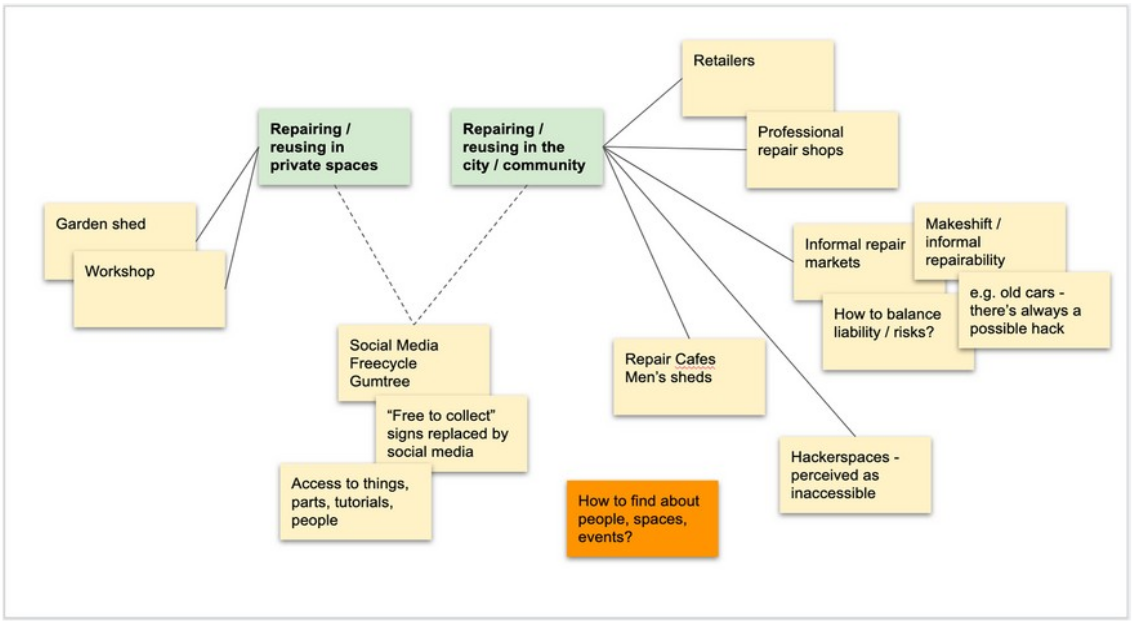 Retailers
Repairing /
reusing in
private spaces
Repairing /
reusing in the
city / community
Professional
repair shops
Garden shed
Workshop
Informal repair
markets
Makeshift /
informal
repairability
e.g. old cars -
there's always a
possible hack
How to balance
liability / risks?
Social Media
Freecycle
Gumtree
Repair Cafes
Men's sheds
“Free to collect”
signs replaced by
social media
Hackerspaces -
perceived as
inaccessible
Access to things,
parts, tutorials,
people
How to find about
people, spaces,
events?